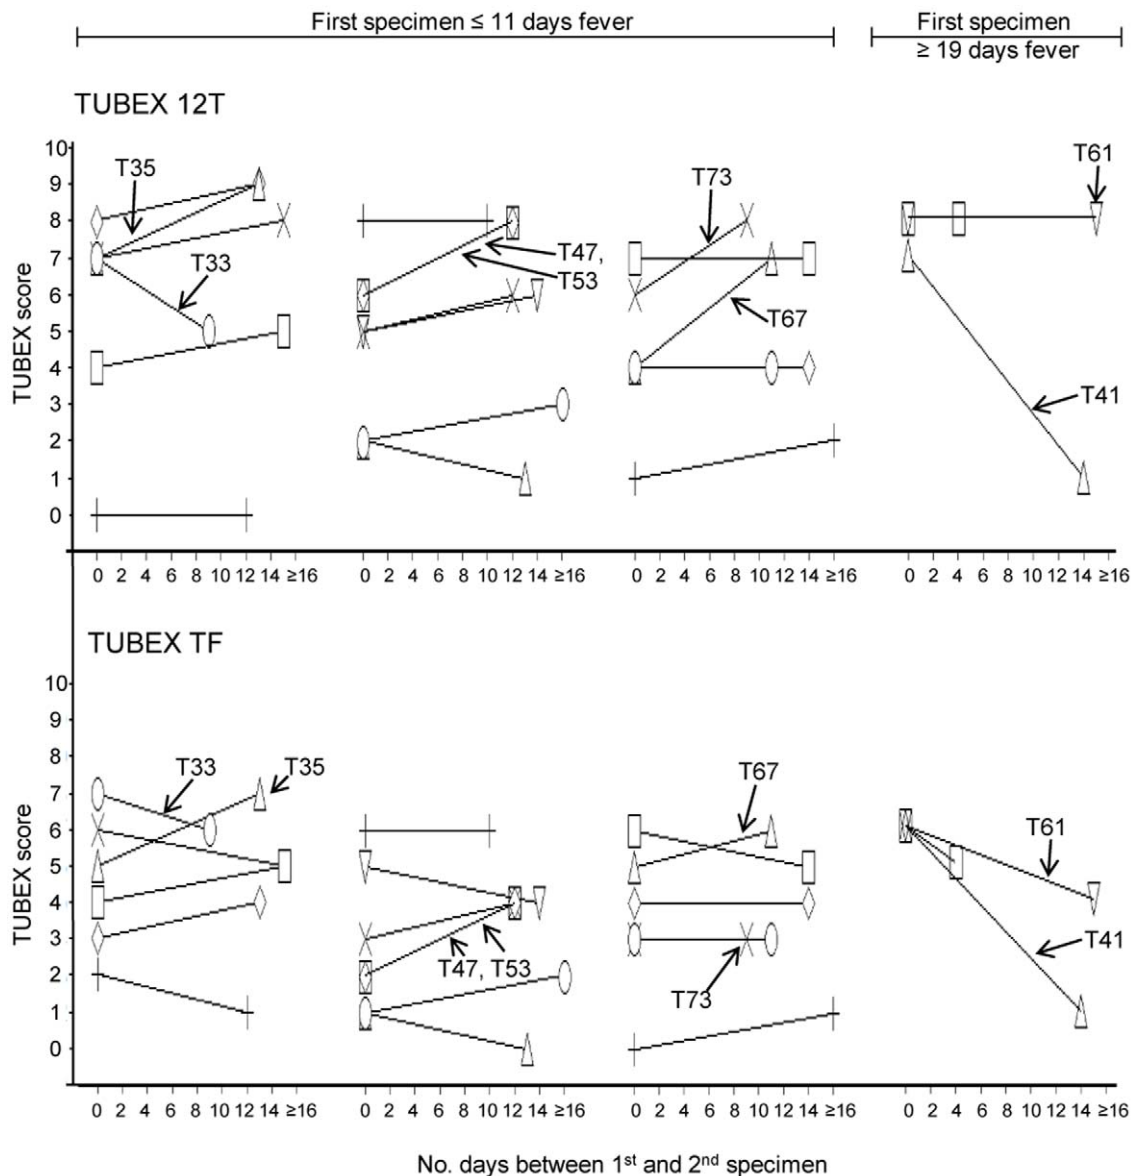 First specimen ≤ 11 days fever
First specimen
≥ 19 days fever
TUBEX 12T
TUBEX score
10
9
8
7
6
5
4
3
2
1
0
T35
T33
T47,
T53
T73
T67
T61
T41
0 2 4 6 8 10 12 14 ≥16
0 2 4 6 8 10 12 14 ≥16
0 2 4 6 8 10 12 14 ≥16
0 2 4 6 8 10 12 14 ≥16
TUBEX TF
TUBEX score
10
9
8
7
6
5
4
3
2
1
0
T33
T35
T47, T53
T67
T73
T61
T41
0 2 4 6 8 10 12 14 ≥16
0 2 4 6 8 10 12 14 ≥16
0 2 4 6 8 10 12 14 ≥16
0 2 4 6 8 10 12 14 ≥16
No. days between 1st and 2nd specimen